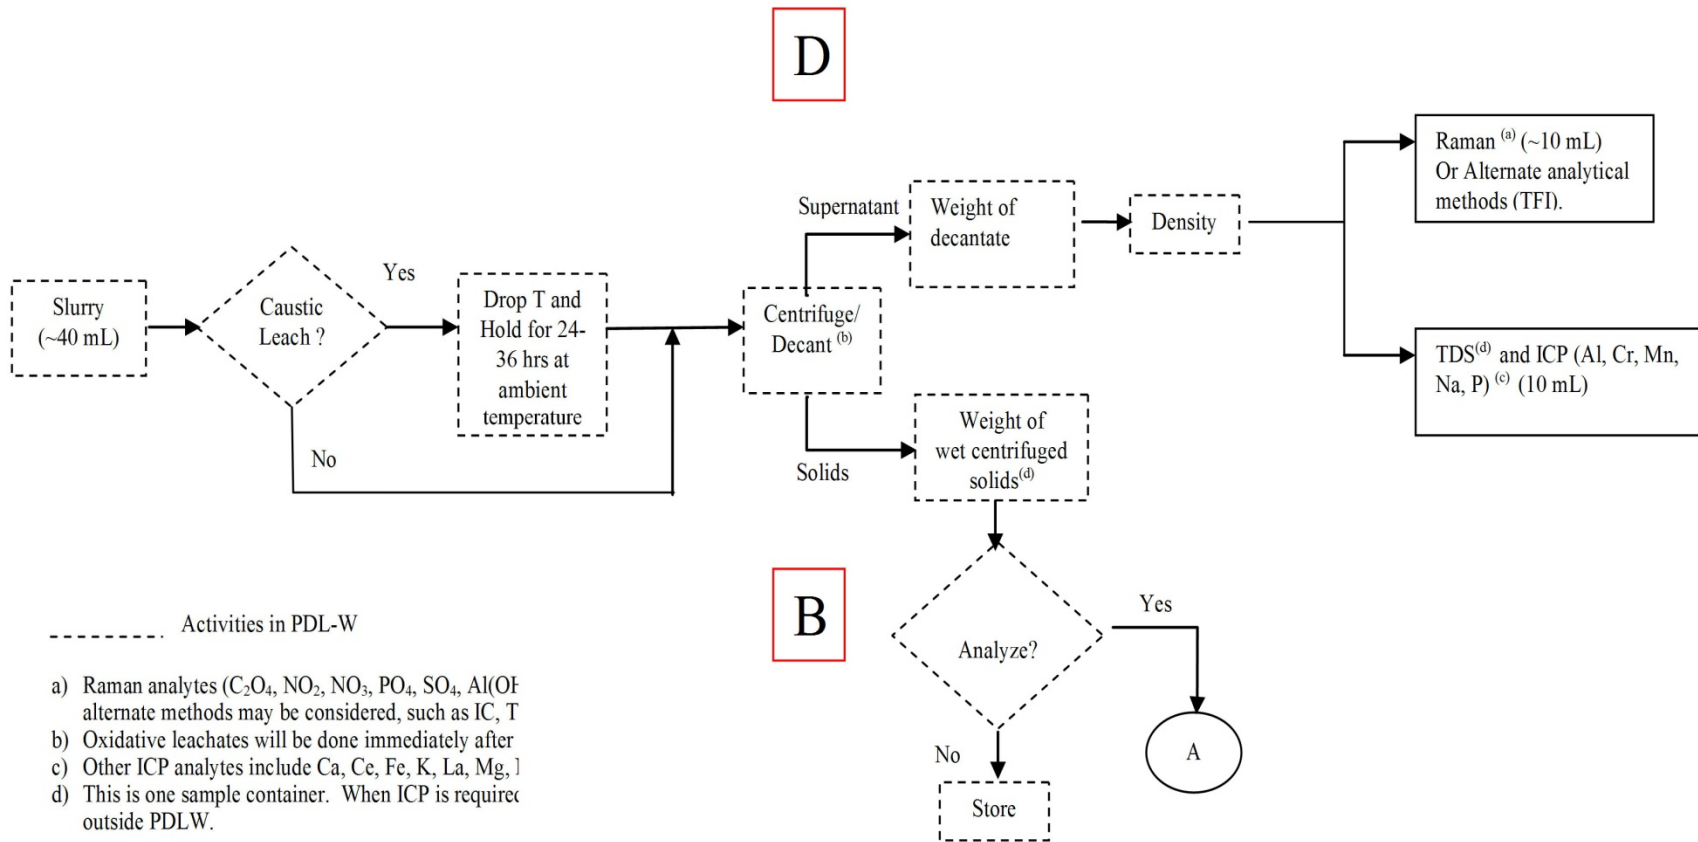 D
Slurry
(~40 mL)
Caustic
Leach ?
Yes
No
Drop T and
Hold for 24-
36 hrs at
ambient
temperature
Centrifuge/
Decant (b)
Supernatant
Solids
Weight of
decantate
Density
Raman (a) (~10 mL)
Or Alternate analytical
methods (TFI).
TDS(d) and ICP (Al, Cr, Mn,
Na, P) (c) (10 mL)
Weight of
wet centrifuged
solids(d)
B
Analyze?
Yes
A
No
Store
Activities in PDL-W
a) Raman analytes (C₂O₄, NO₂, NO₃, PO₄, SO₄, Al(OH
alternate methods may be considered, such as IC, T
b) Oxidative leachates will be done immediately after
c) Other ICP analytes include Ca, Ce, Fe, K, La, Mg,
d) This is one sample container. When ICP is required
outside PDLW.